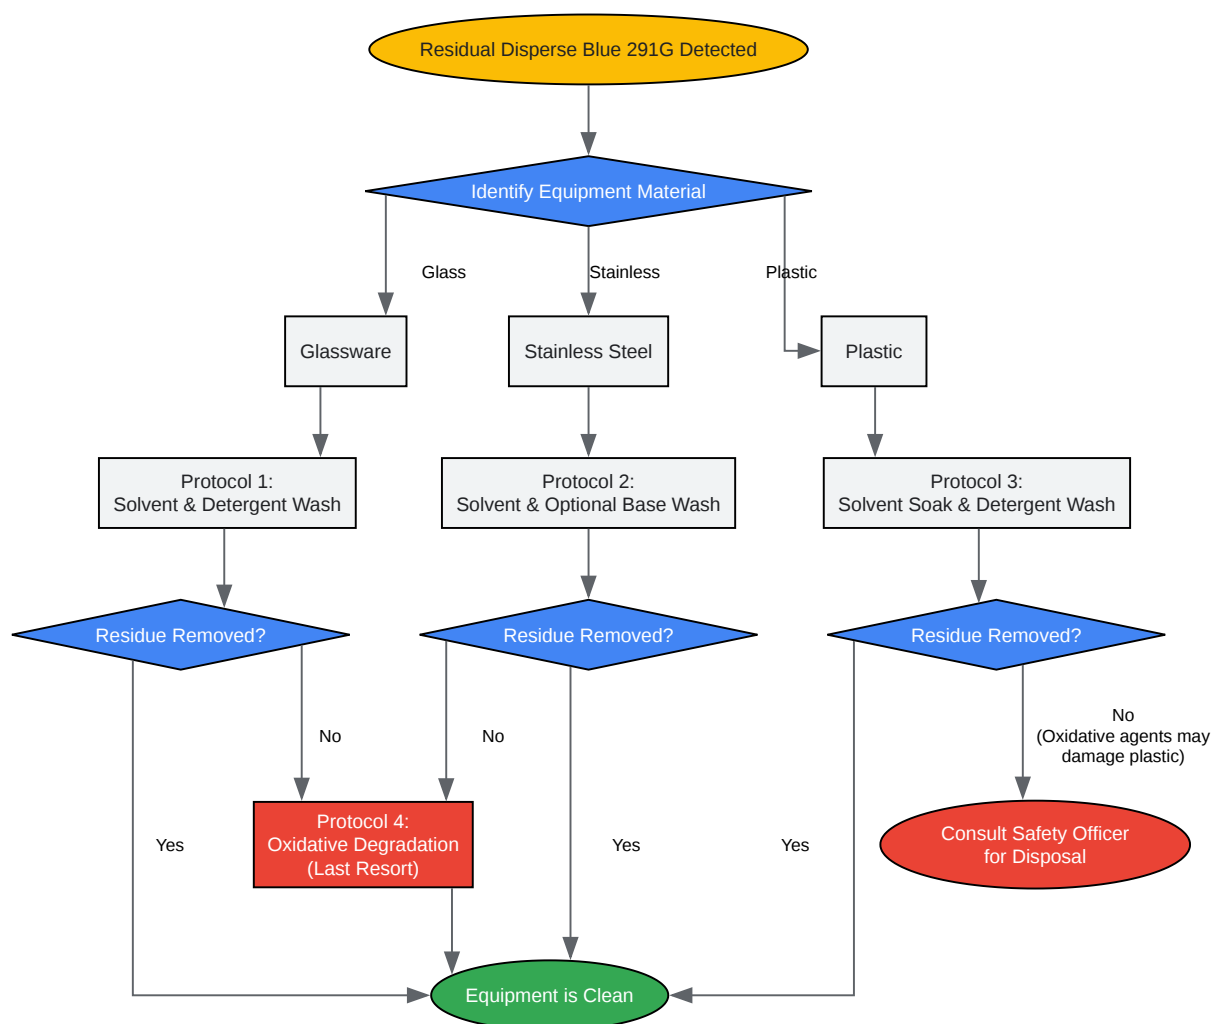 Residual Disperse Blue 291G Detected
Identify Equipment Material
Glass
Stainless
Plastic
Glassware
Stainless Steel
Plastic
Protocol 1:
Solvent & Detergent Wash
Protocol 2:
Solvent & Optional Base Wash
Protocol 3:
Solvent Soak & Detergent Wash
Residue Removed?
Residue Removed?
Residue Removed?
No
No
No
(Oxidative agents may
damage plastic)
Protocol 4:
Oxidative Degradation
(Last Resort)
Yes
Yes
Yes
Consult Safety Officer
for Disposal
Equipment is Clean